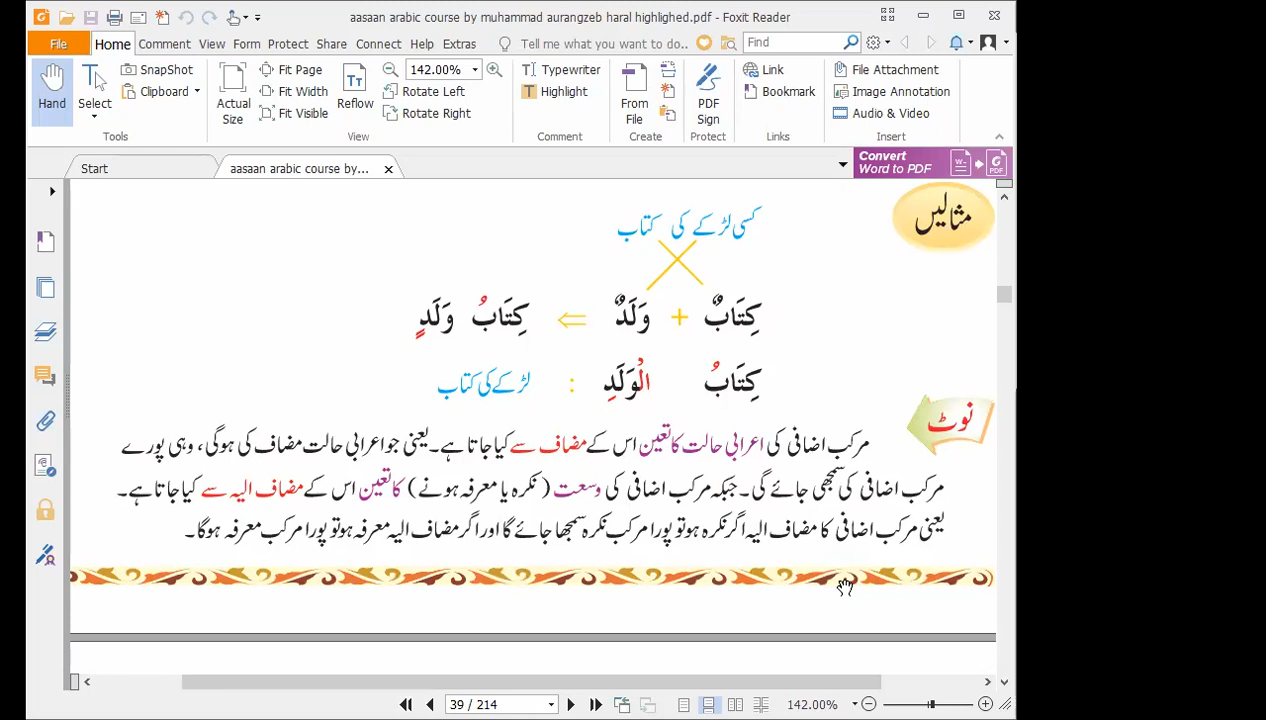 aasaan arabic course by muhammad aurangzeb haral highlighed.pdf - Foxit Reader
File Home Comment View Form Protect Share Connect Help Extras Tell me what you want to do.. Find
Hand
Select
SnapShot
Clipboard
Tools
Actual Size
Fit Page
Fit Width
Fit Visible
Reflow
142.00%
Rotate Left
Rotate Right
View
Typewriter
Highlight
Comment
From File
Create
PDF Sign
Protect
Link
Bookmark
Links
File Attachment
Image Annotation
Audio & Video
Insert
Start
aasaan arabic course by...
Convert
Word to PDF
مثالیں
کسی لڑکے کی کتاب
كِتَابٌ + وَلَدٌ ⇐ كِتَابُ وَلَدٍ
كِتَابُ الْوَلَدِ : لڑکے کی کتاب
نوٹ
مرکب اضافی کی اعرابی حالت کا تعین اس کے مضاف سے کیا جاتا ہے۔ یعنی جو اعرابی حالت مضاف کی ہوگی، وہی پورے
مرکب اضافی کی سمجھی جائے گی۔ جبکہ مرکب اضافی کی وسعت (نکرہ یا معرفہ ہونے) کا تعین اس کے مضاف الیہ سے کیا جاتا ہے۔
یعنی مرکب اضافی کا مضاف الیہ اگر نکرہ ہو تو پورا مرکب نکرہ سمجھا جائے گا اور اگر مضاف الیہ معرفہ ہو تو پورا مرکب معرفہ ہوگا۔
39 / 214
142.00%